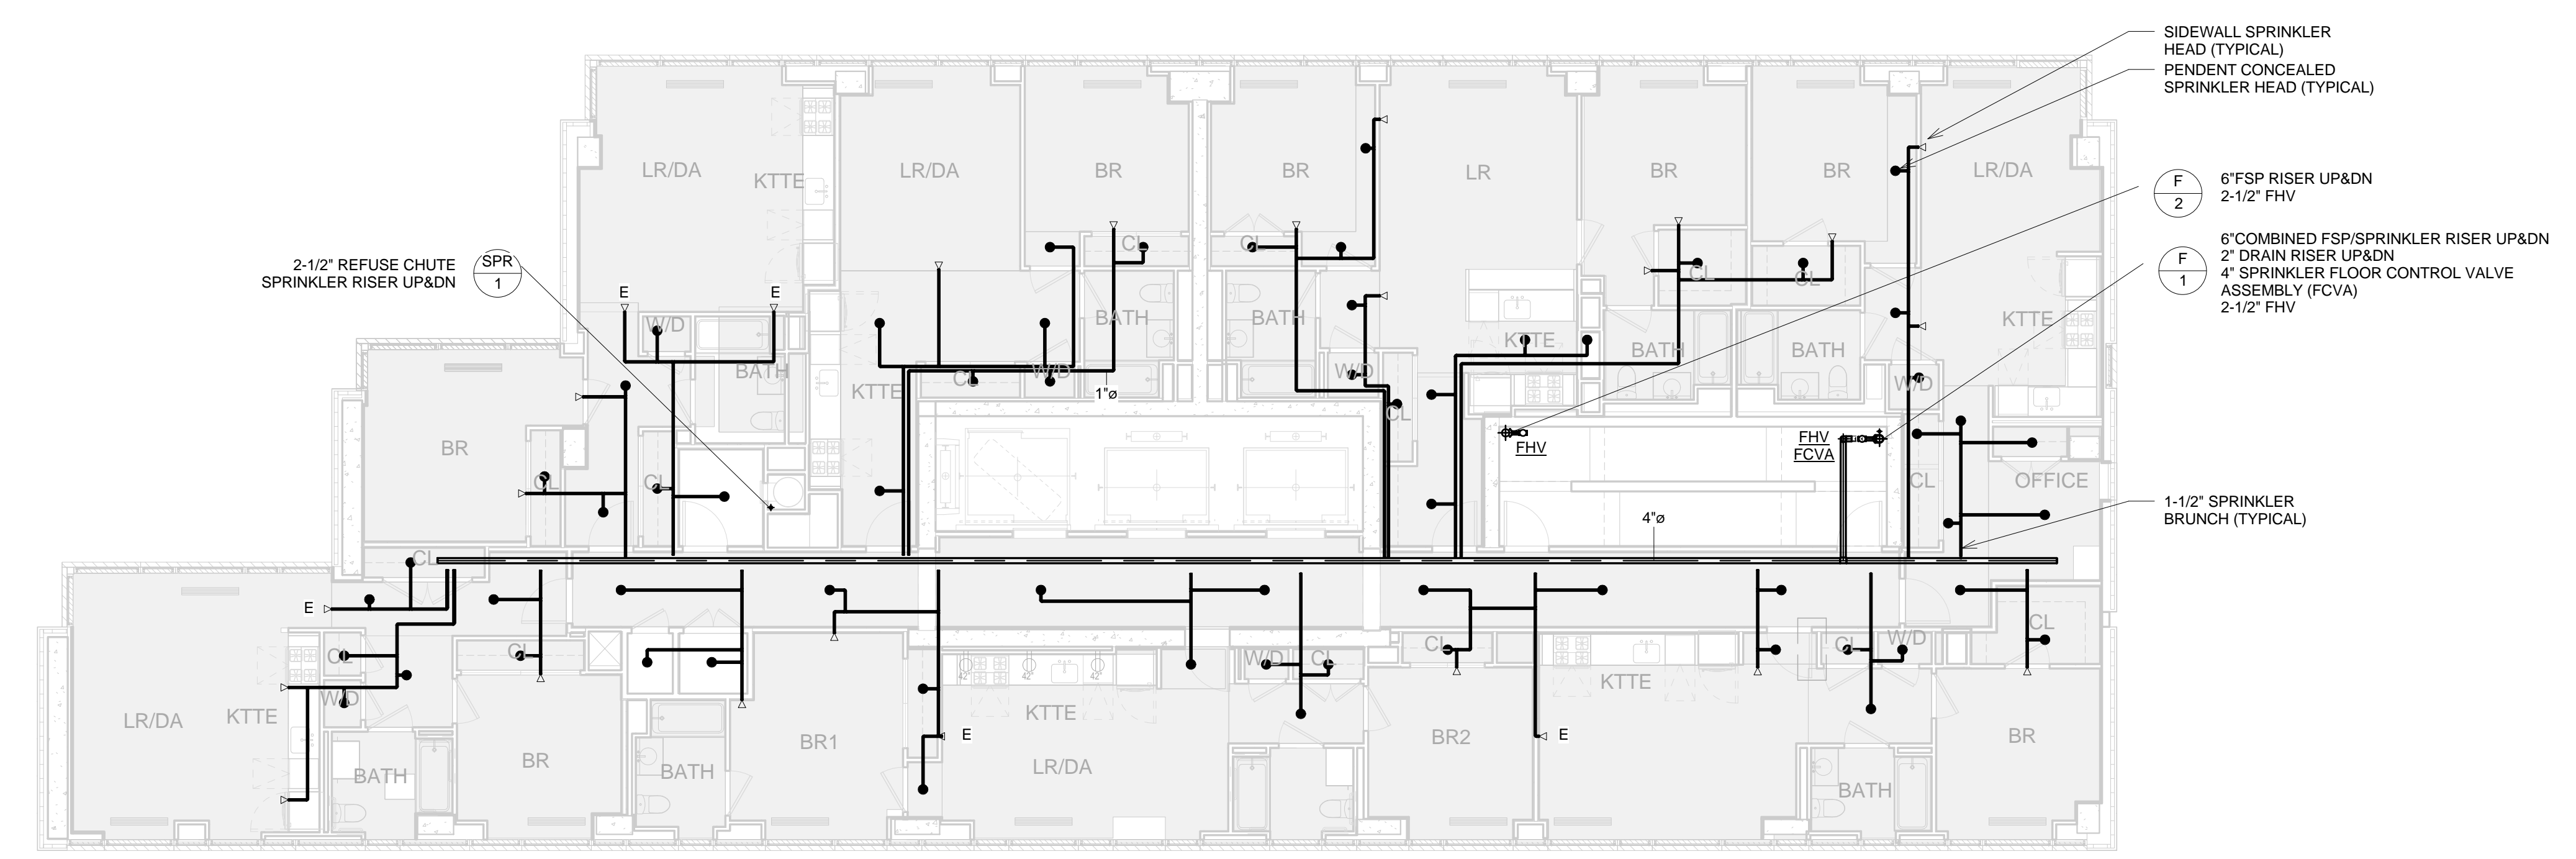 SIDEWALL SPRINKLER
HEAD (TYPICAL)
PENDENT CONCEALED
SPRINKLER HEAD (TYPICAL)
F
2
6"FSP RISER UP&DN
2-1/2" FHV
F
1
6"COMBINED FSP/SPRINKLER RISER UP&DN
2" DRAIN RISER UP&DN
4" SPRINKLER FLOOR CONTROL VALVE
ASSEMBLY (FCVA)
2-1/2" FHV
2-1/2" REFUSE CHUTE
SPRINKLER RISER UP&DN
SPR
1
LR/DA
KTTE
LR/DA
BR
BR
LR
BR
BR
LR/DA
CL
CL
CL
CL
E
E
W/D
BATH
BATH
BATH
KTTE
BATH
BATH
KTTE
KTTE
CL
W/D
W/D
W/D
1"ø
CL
CL
BR
CL
CL
FHV
FHV
FCVA
OFFICE
4"ø
1-1/2" SPRINKLER
BRUNCH (TYPICAL)
CL
E
CL
CL
W/D
CL
W/D
CL
CL
CL
W/D
CL
42"
42"
42"
LR/DA
KTTE
BR
BATH
BATH
BR1
E
KTTE
LR/DA
BR2
E
KTTE
BATH
BR